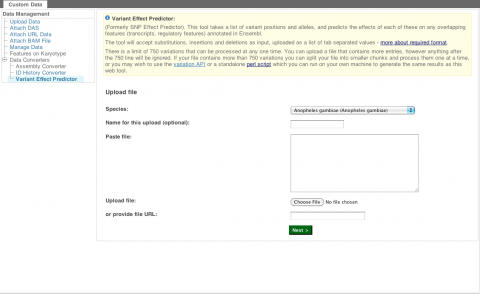 Custom Data
Data Management
Upload Data
Attach DAS
Attach URL Data
Attach BAM File
Manage Data
Features on Karyotype
Data Converters
Assembly Converter
ID History Converter
Variant Effect Predictor
Variant Effect Predictor:
(Formerly SNP Effect Predictor). This tool takes a list of variant positions and alleles, and predicts the effects of each of these on any overlapping
features (transcripts, regulatory features) annotated in Ensembl.
The tool will accept substitutions, insertions and deletions as input, uploaded as a list of tab separated values - more about required format.
There is a limit of 750 variations that can be processed at any one time. You can upload a file that contains more entries, however anything after
the 750 line will be ignored. If your file contains more than 750 variations you can split your file into smaller chunks and process them one at a time,
or you may wish to use the variation API or a standalone perl script which you can run on your own machine to generate the same results as this
web tool.
Upload file
Species:
Anopheles gambiae (Anopheles gambiae)
Name for this upload (optional):
Paste file:
Upload file:
Choose File No file chosen
or provide file URL:
Next >